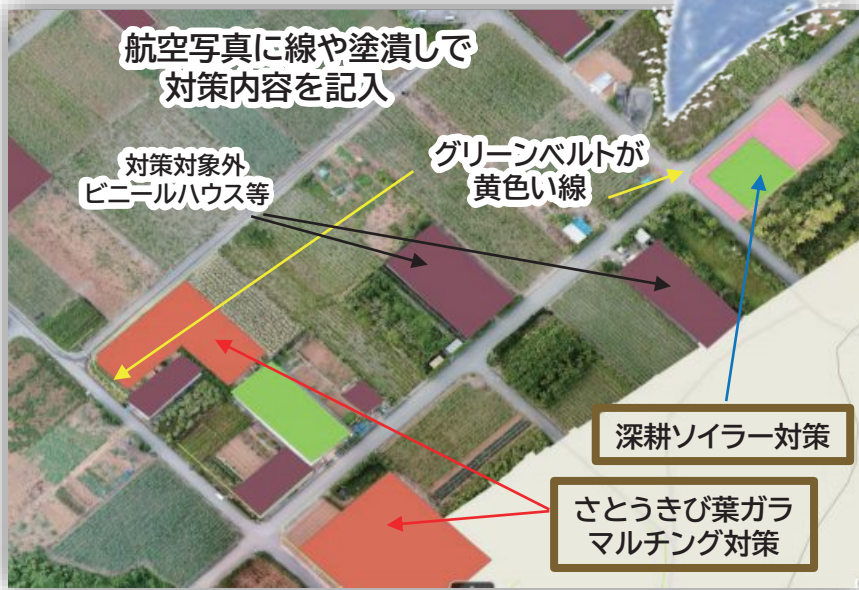 航空写真に線や塗潰しで
対策内容を記入
対策対象外
ビニールハウス等
グリーンベルトが
黄色い線
深耕ソイラー対策
さとうきび葉ガラ
マルチング対策